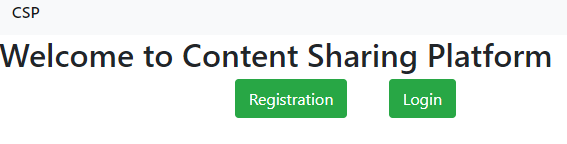 CSP
Welcome to Content Sharing Platform
Registration Login